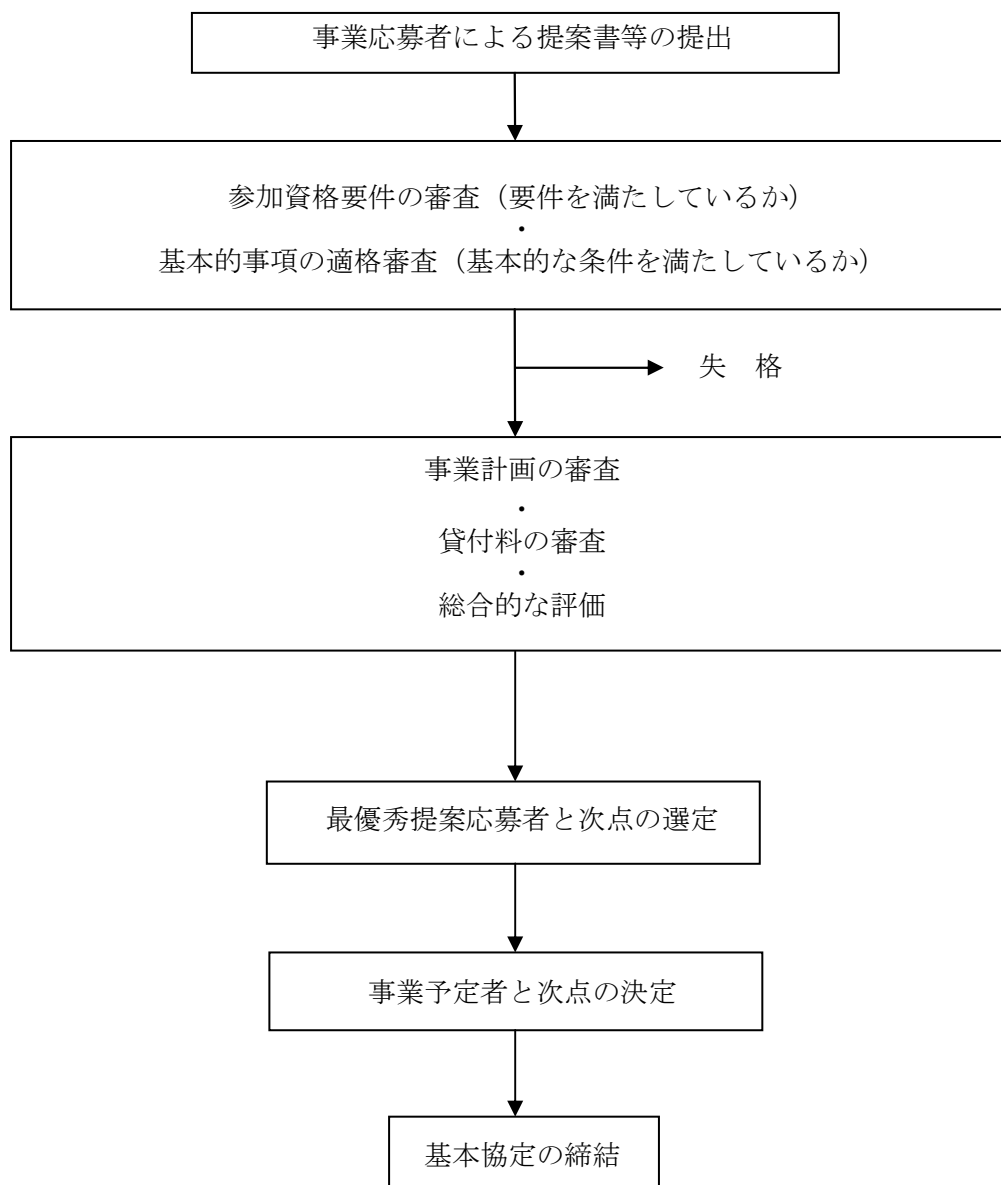 事業応募者による提案書等の提出
参加資格要件の審査（要件を満たしているか）
・
基本的事項の適格審査（基本的な条件を満たしているか）
失　格
事業計画の審査
・
貸付料の審査
・
総合的な評価
最優秀提案応募者と次点の選定
事業予定者と次点の決定
基本協定の締結